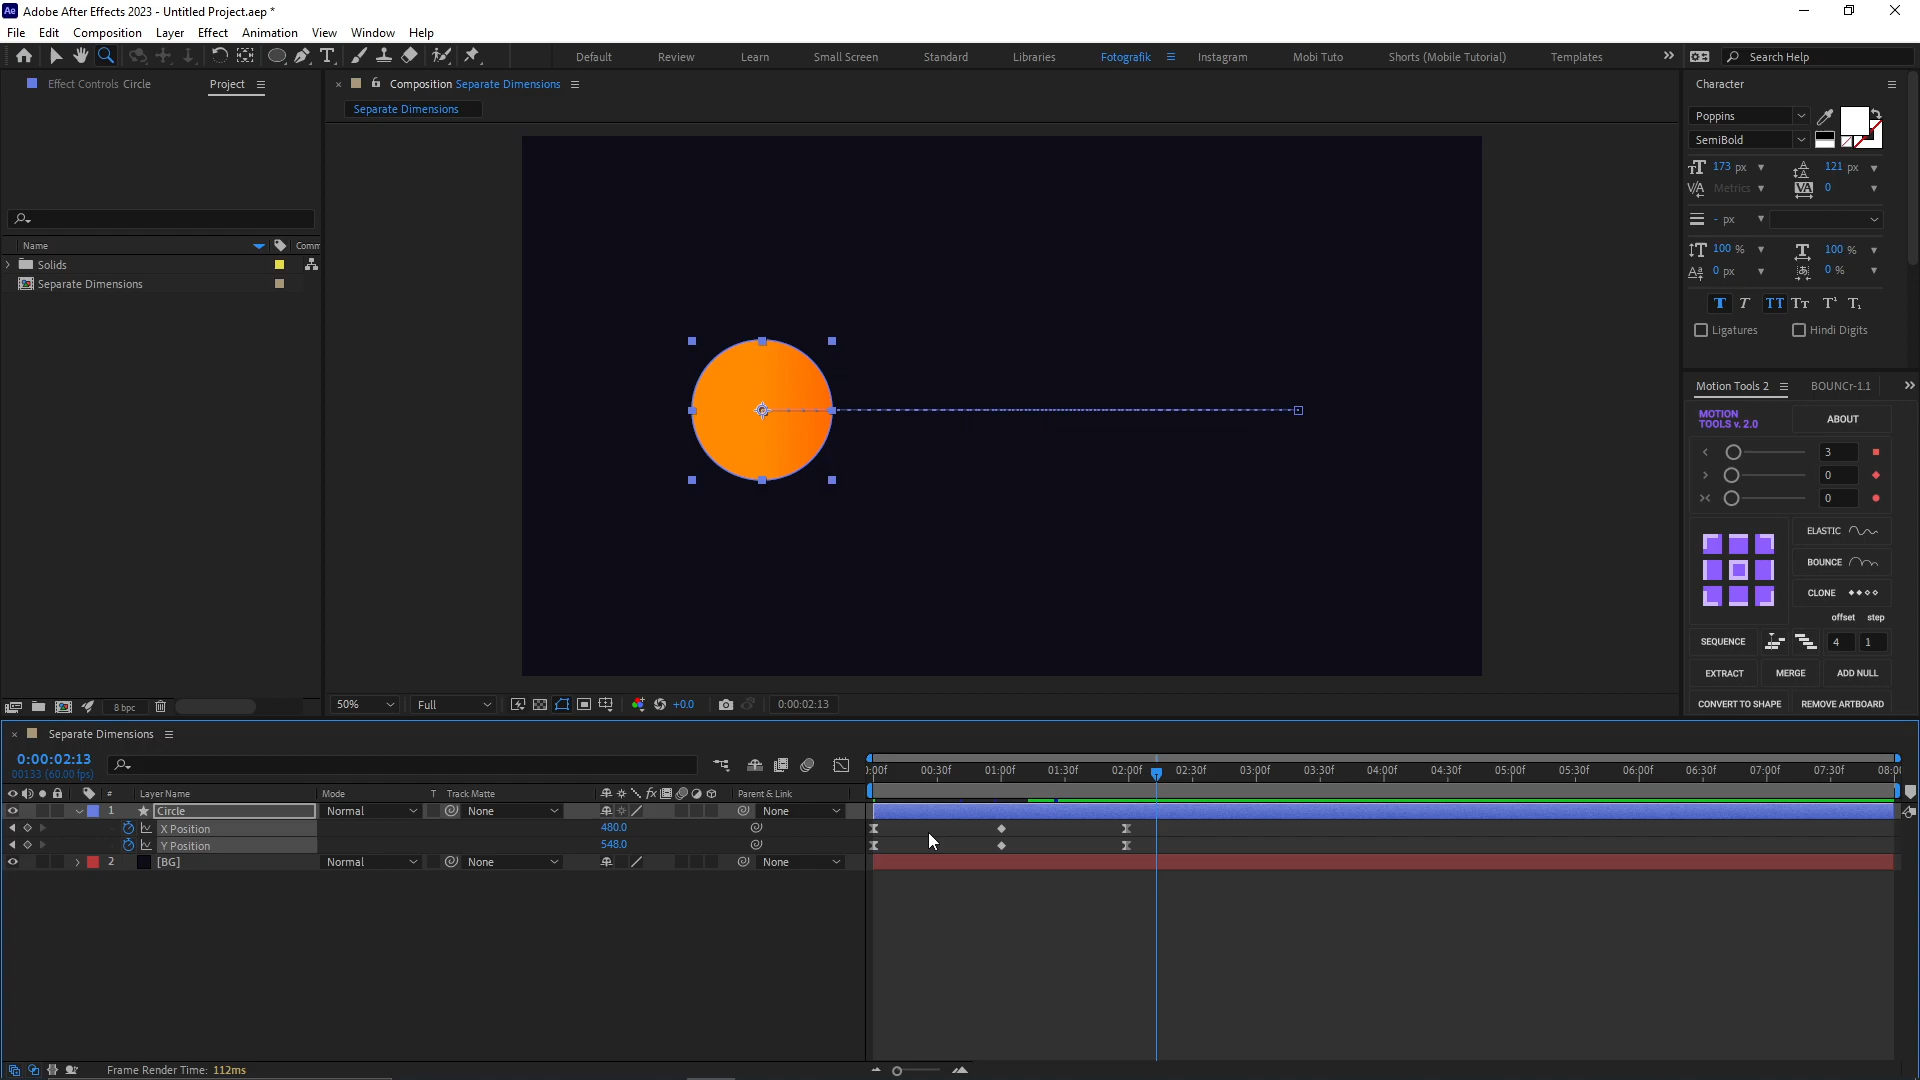 Adobe After Effects 2023 - Untitled Project.aep *
File Edit Composition Layer Effect Animation View Window Help
Default Review Learn Small Screen Standard Libraries Fotografik Instagram Mobi Tuto Shorts (Mobile Tutorial) Templates Search Help
Effect Controls Circle Project
Composition Separate Dimensions
Separate Dimensions
Name Comm
Solids
Separate Dimensions
8 bpc
50% Full +0.0 0:00:02:13
Character
Poppins
SemiBold
173 px 121 px
Metrics 0
- px
100 % 100 %
0 px 0 %
Ligatures Hindi Digits
Motion Tools 2 BOUNCr-1.1
MOTION TOOLS v. 2.0 ABOUT
3
0
0
ELASTIC
BOUNCE
CLONE
offset step
SEQUENCE 4 1
EXTRACT MERGE ADD NULL
CONVERT TO SHAPE REMOVE ARTBOARD
Separate Dimensions
0:00:02:13
00133 (60.00 fps)
:00f 00:30f 01:00f 01:30f 02:00f 02:30f 03:00f 03:30f 04:00f 04:30f 05:00f 05:30f 06:00f 06:30f 07:00f 07:30f 08:0
# Layer Name Mode T Track Matte Parent & Link
1 Circle Normal None None
X Position 480.0
Y Position 548.0
2 [BG] Normal None None
Frame Render Time: 112ms